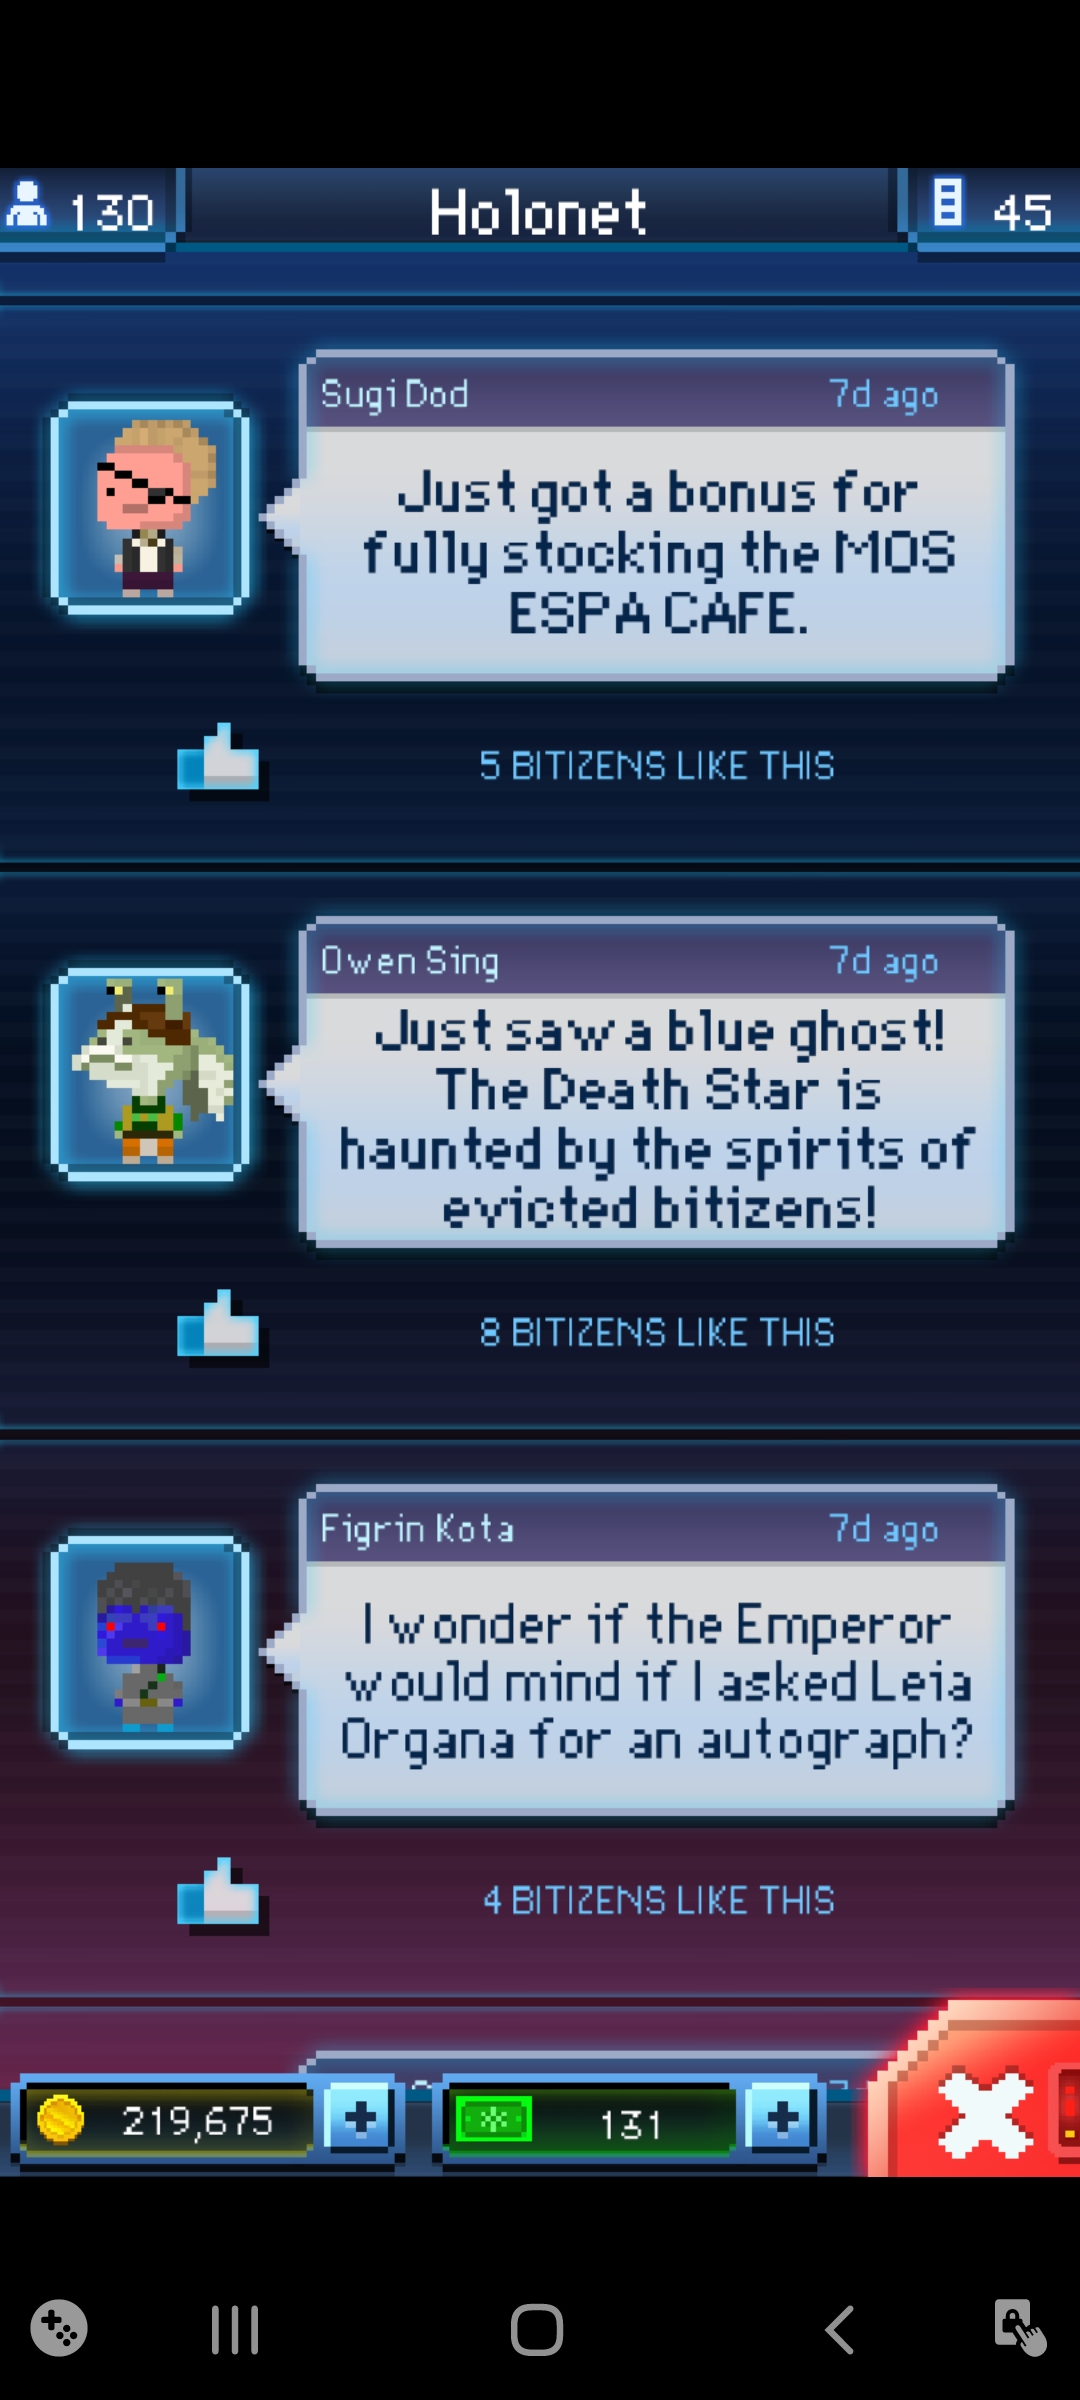 130
Holonet
45
Sugi Dod
7d ago
Just got a bonus for
fully stocking the MOS
ESPA CAFE.
5 BITIZENS LIKE THIS
Owen Sing
7d ago
Just saw a blue ghost!
The Death Star is
haunted by the spirits of
evicted bitizens!
8 BITIZENS LIKE THIS
Figrin Kota
7d ago
I wonder if the Emperor
would mind if I asked Leia
Organa for an autograph?
4 BITIZENS LIKE THIS
219,675
131